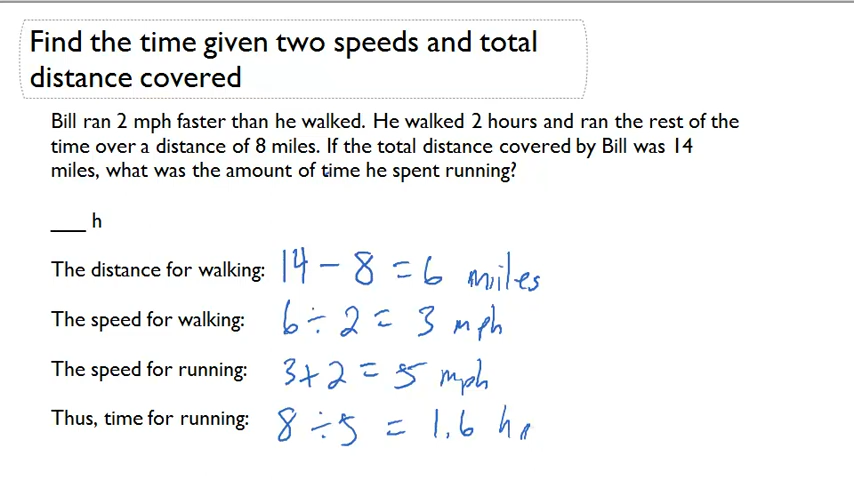 Find the time given two speeds and total
distance covered
Bill ran 2 mph faster than he walked. He walked 2 hours and ran the rest of the
time over a distance of 8 miles. If the total distance covered by Bill was 14
miles, what was the amount of time he spent running?
___ h
The distance for walking: 14 - 8 = 6 miles
The speed for walking: 6 ÷ 2 = 3 mph
The speed for running: 3 + 2 = 5 mph
Thus, time for running: 8 ÷ 5 = 1.6 hr